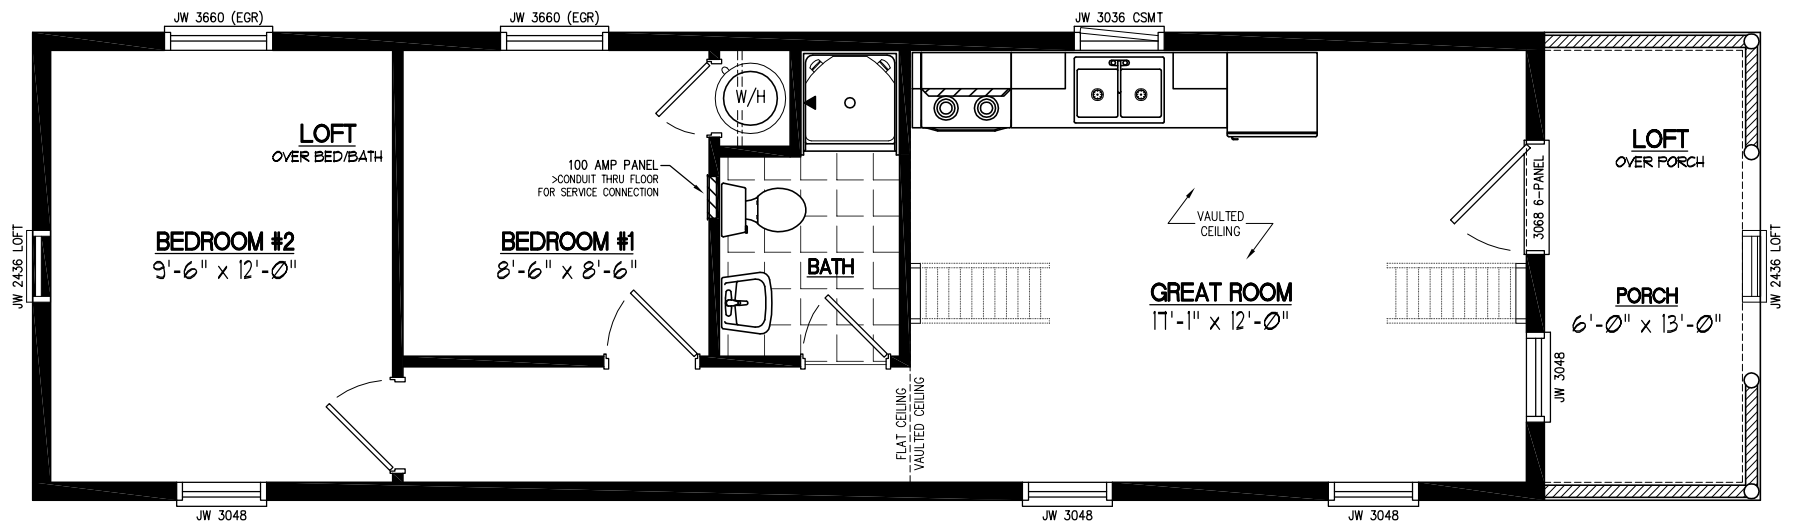 JW 3660 (EGR)
JW 3660 (EGR)
JW 3036 CSMT
W/H
LOFT
OVER BED/BATH
LOFT
OVER PORCH
100 AMP PANEL
>CONDUIT THRU FLOOR
FOR SERVICE CONNECTION
3068 6-PANEL
VAULTED
CEILING
JW 2436 LOFT
BEDROOM #2
9'-6" x 12'-0"
BEDROOM #1
8'-6" x 8'-6"
BATH
GREAT ROOM
17'-1" x 12'-0"
PORCH
6'-0" x 13'-0"
JW 2436 LOFT
JW 3048
FLAT CEILING
VAULTED CEILING
JW 3048
JW 3048
JW 3048